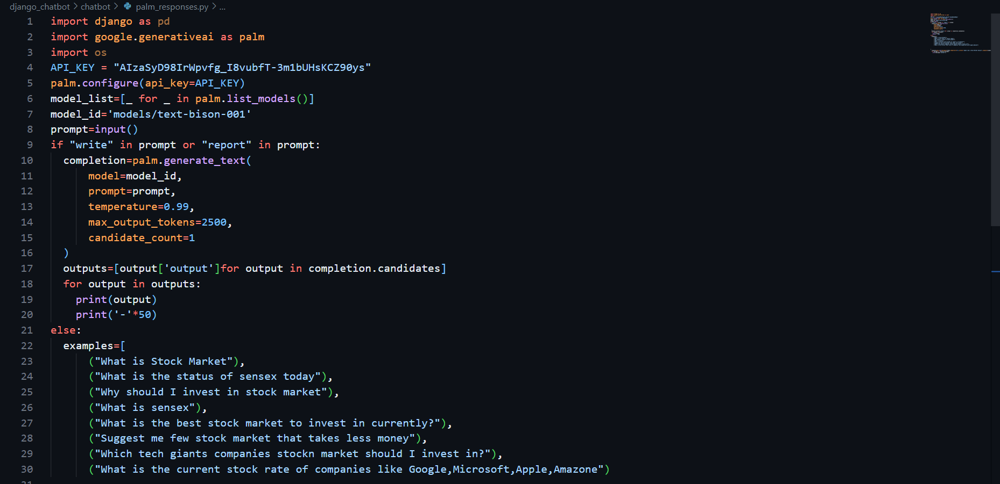 django_chatbot > chatbot > palm_responses.py > ...
1 import django as pd
2 import google.generativeai as palm
3 import os
4 API_KEY = "AIzaSyD98IrWpvfg_I8vubfT-3m1bUHsKCZ90ys"
5 palm.configure(api_key=API_KEY)
6 model_list=[_ for _ in palm.list_models()]
7 model_id='models/text-bison-001'
8 prompt=input()
9 if "write" in prompt or "report" in prompt:
10   completion=palm.generate_text(
11       model=model_id,
12       prompt=prompt,
13       temperature=0.99,
14       max_output_tokens=2500,
15       candidate_count=1
16   )
17   outputs=[output['output']for output in completion.candidates]
18   for output in outputs:
19     print(output)
20     print('-'*50)
21 else:
22   examples=[
23       ("What is Stock Market"),
24       ("What is the status of sensex today"),
25       ("Why should I invest in stock market"),
26       ("What is sensex"),
27       ("What is the best stock market to invest in currently?"),
28       ("Suggest me few stock market that takes less money"),
29       ("Which tech giants companies stockn market should I invest in?"),
30       ("What is the current stock rate of companies like Google,Microsoft,Apple,Amazone")